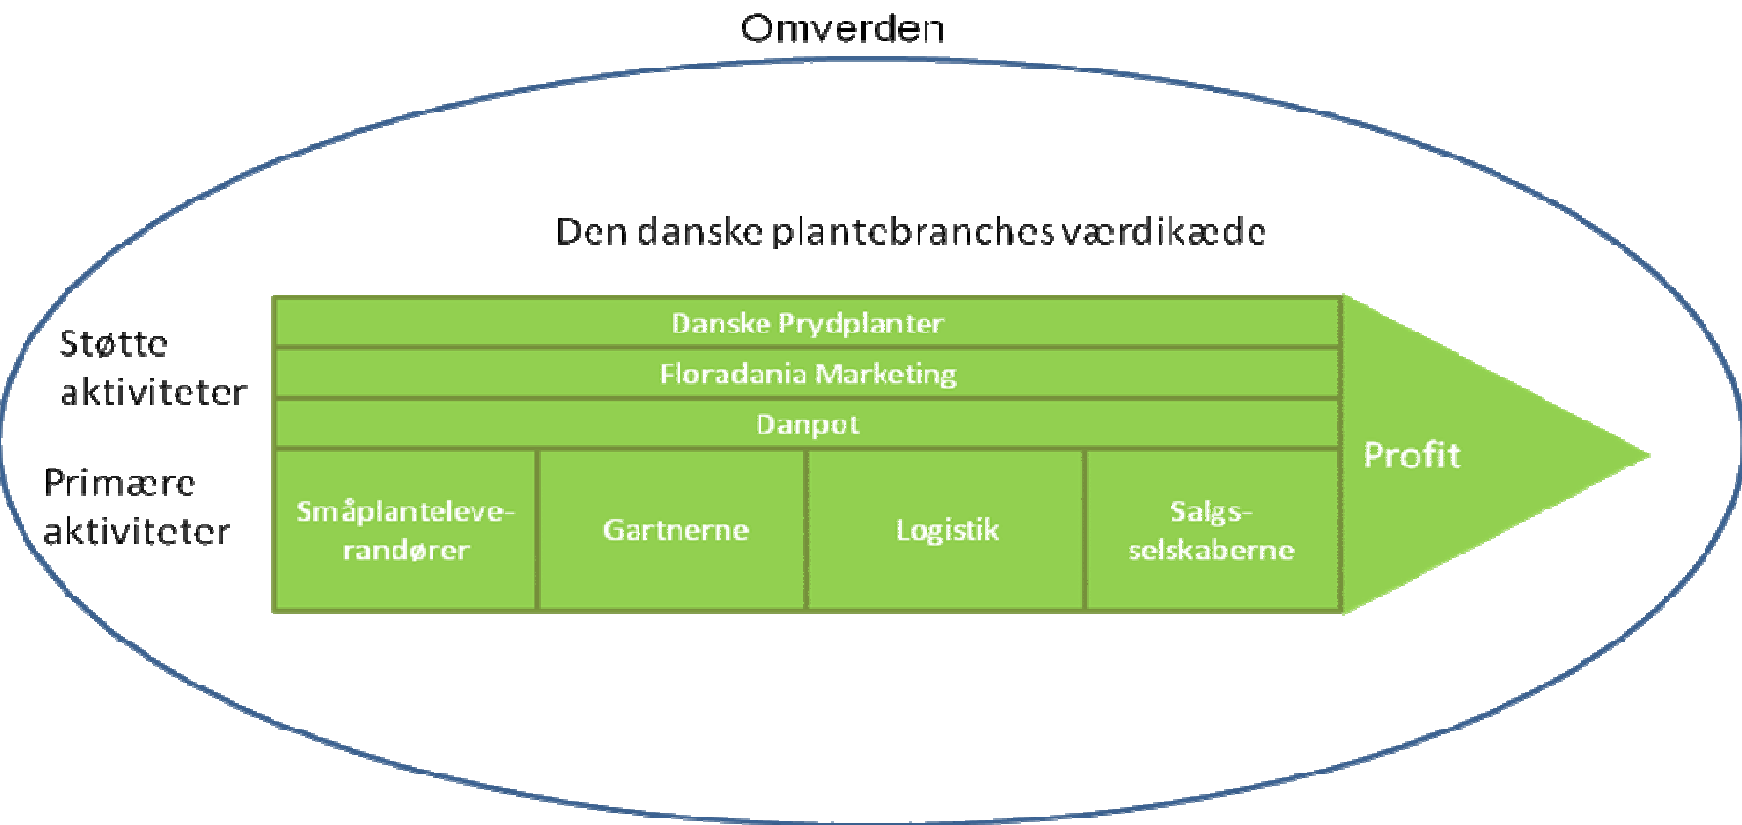 Omverden
Den danske plantebranches værdikæde
Støtte
aktiviteter
Danske Prydplanter
Floradania Marketing
Danpot
Profit
Primære
aktiviteter
Småplanteleve-
randører
Gartnerne
Logistik
Salgs-
selskaberne